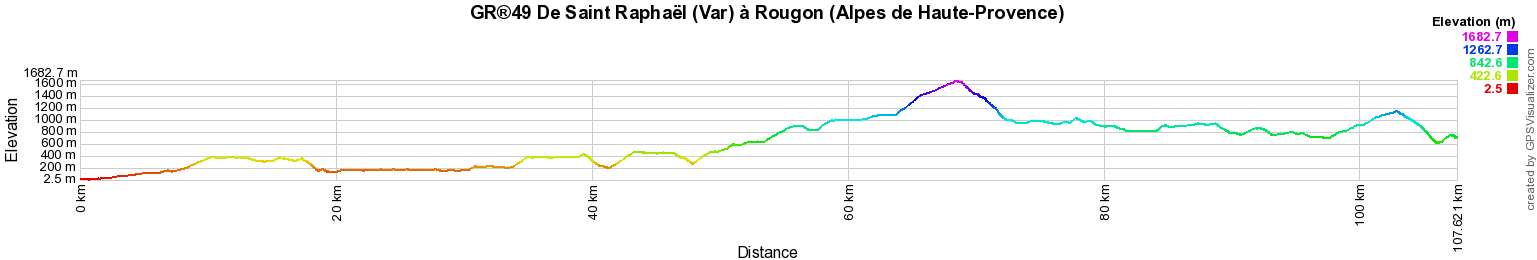 GR®49 De Saint Raphaël (Var) à Rougon (Alpes de Haute-Provence)
Elevation (m)
1682.7
1262.7
842.6
422.6
2.5
Elevation
1682.7 m
1600 m
1400 m
1200 m
1000 m
800 m
600 m
400 m
200 m
2.5 m
0 km
20 km
40 km
60 km
80 km
100 km
107.621 km
Distance
created by GPSVisualizer.com